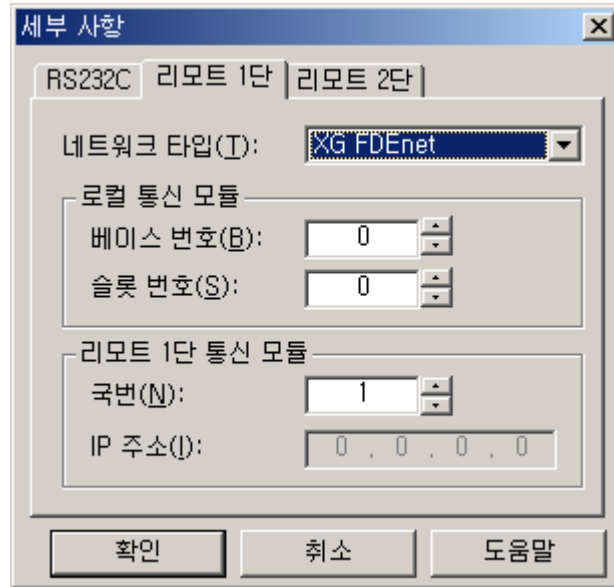 세부 사항
RS232C 리모트 1단 리모트 2단
네트워크 타입(T): XG FDEnet
로컬 통신 모듈
베이스 번호(B): 0
슬롯 번호(S): 0
리모트 1단 통신 모듈
국번(N): 1
IP 주소(I): 0 . 0 . 0 . 0
확인 취소 도움말